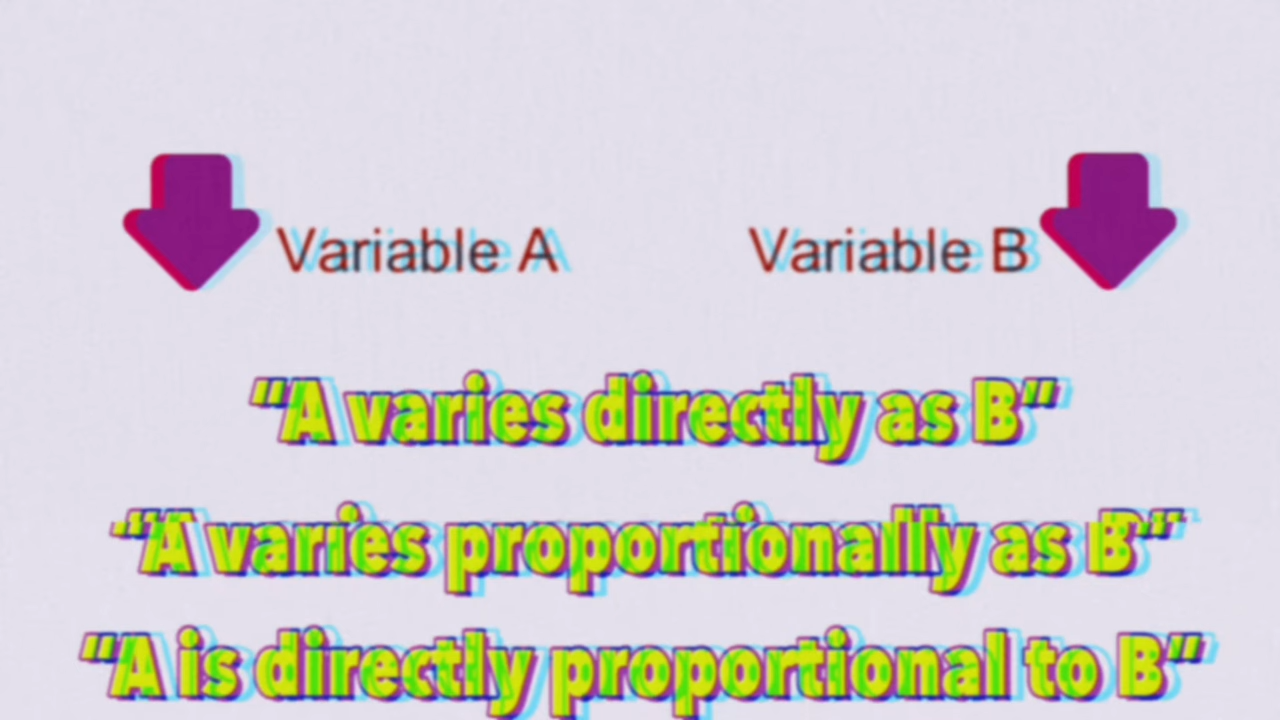 Variable A Variable B
"A varies directly as B"
"A varies proportionally as B"
"A is directly proportional to B"